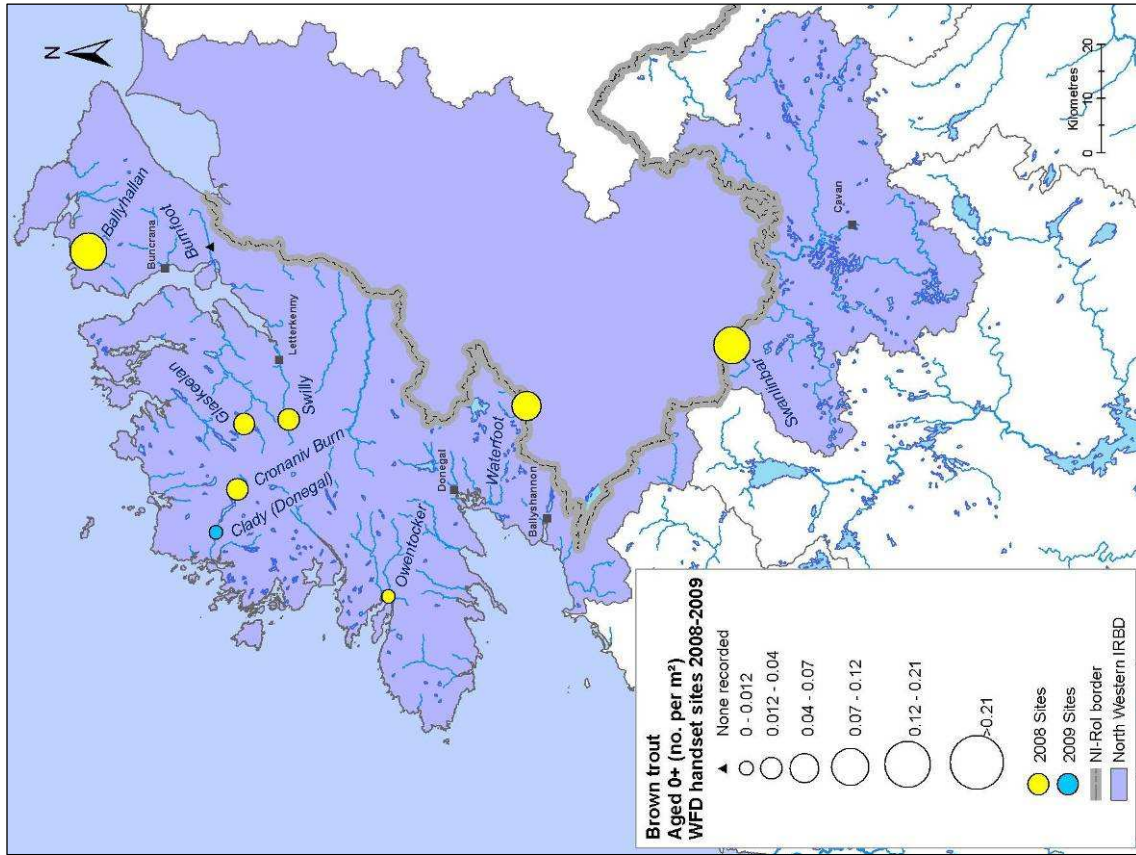 N
Ballyhallan
Buncrana
Burnfoot
Letterkenny
Glaskeelan
Swilly
Cronaniv Burn
Clady (Donegal)
Owentocker
Donegal
Waterfoot
Ballyshannon
Swanlinbar
Cavan
Brown trout
Aged 0+ (no. per m²)
WFD handset sites 2008-2009
None recorded
0 - 0.012
0.012 - 0.04
0.04 - 0.07
0.07 - 0.12
0.12 - 0.21
>0.21
2008 Sites
2009 Sites
NI-RoI border
North Western IRBD
0 10 20
Kilometres